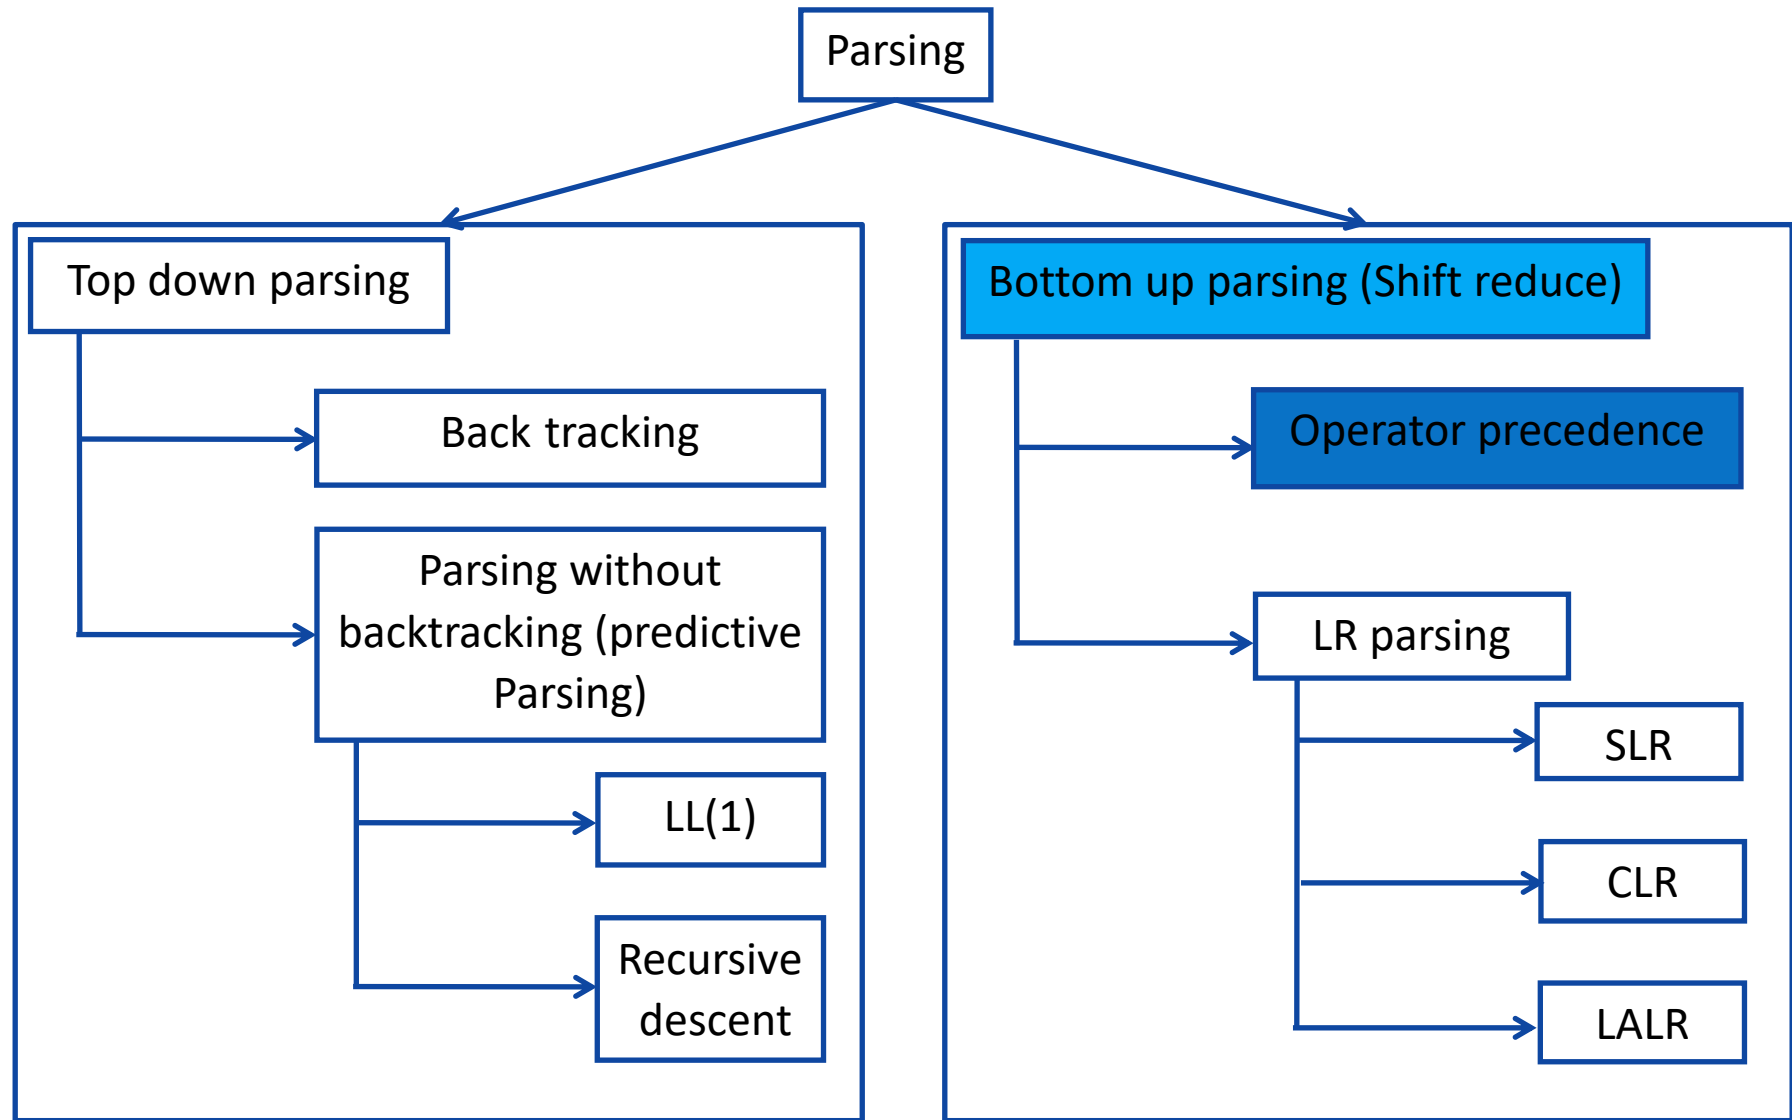 Parsing
Top down parsing
Back tracking
Parsing without
backtracking (predictive
Parsing)
LL(1)
Recursive
descent
Bottom up parsing (Shift reduce)
Operator precedence
LR parsing
SLR
CLR
LALR